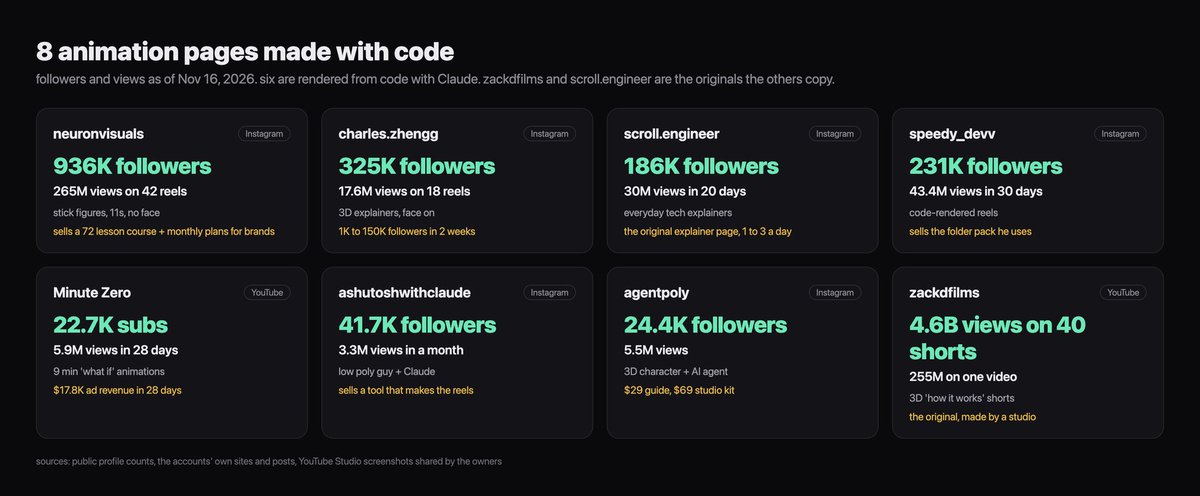 8 animation pages made with code
followers and views as of Nov 16, 2026. six are rendered from code with Claude. zackdfilms and scroll.engineer are the originals the others copy.
neuronvisuals
Instagram
936K followers
265M views on 42 reels
stick figures, 11s, no face
sells a 72 lesson course + monthly plans for brands
charles.zhengg
Instagram
325K followers
17.6M views on 18 reels
3D explainers, face on
1K to 150K followers in 2 weeks
scroll.engineer
Instagram
186K followers
30M views in 20 days
everyday tech explainers
the original explainer page, 1 to 3 a day
speedy_devv
Instagram
231K followers
43.4M views in 30 days
code-rendered reels
sells the folder pack he uses
Minute Zero
YouTube
22.7K subs
5.9M views in 28 days
9 min 'what if' animations
$17.8K ad revenue in 28 days
ashutoshwithclaude
Instagram
41.7K followers
3.3M views in a month
low poly guy + Claude
sells a tool that makes the reels
agentpoly
Instagram
24.4K followers
5.5M views
3D character + AI agent
$29 guide, $69 studio kit
zackdfilms
YouTube
4.6B views on 40
shorts
255M on one video
3D 'how it works' shorts
the original, made by a studio
sources: public profile counts, the accounts' own sites and posts, YouTube Studio screenshots shared by the owners